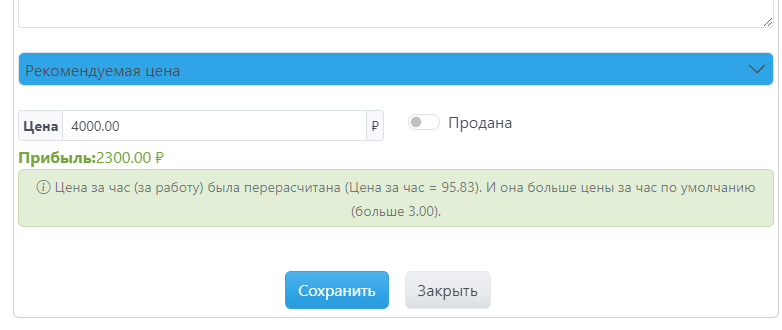 Рекомендуемая цена
Цена 4000.00 ₽ Продана
Прибыль:2300.00 ₽
Цена за час (за работу) была перерасчитана (Цена за час = 95.83). И она больше цены за час по умолчанию
(больше 3.00).
Сохранить Закрыть